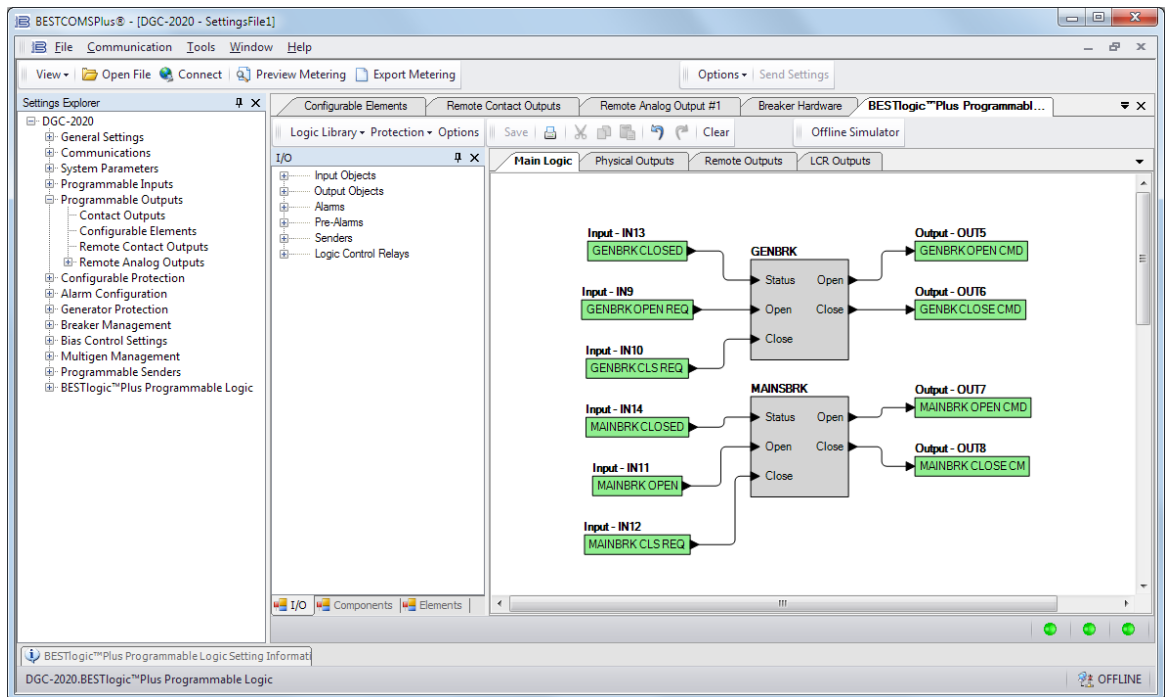 BESTCOMSPlus® - [DGC-2020 - SettingsFile1]
File Communication Tools Window Help
View Open File Connect Preview Metering Export Metering Options Send Settings
Settings Explorer
DGC-2020
General Settings
Communications
System Parameters
Programmable Inputs
Programmable Outputs
Contact Outputs
Configurable Elements
Remote Contact Outputs
Remote Analog Outputs
Configurable Protection
Alarm Configuration
Generator Protection
Breaker Management
Bias Control Settings
Multigen Management
Programmable Senders
BESTlogic™Plus Programmable Logic
Configurable Elements Remote Contact Outputs Remote Analog Output #1 Breaker Hardware BESTlogic™Plus Programmabl...
Logic Library Protection Options Save Clear Offline Simulator
I/O
Input Objects
Output Objects
Alarms
Pre-Alarms
Senders
Logic Control Relays
I/O Components Elements
Main Logic Physical Outputs Remote Outputs LCR Outputs
Input - IN13
GENBRK CLOSED
Input - IN9
GENBRK OPEN REQ
Input - IN10
GENBRK CLS REQ
GENBRK
Status Open
Open Close
Close
Output - OUT5
GENBRK OPEN CMD
Output - OUT6
GENBK CLOSE CMD
Input - IN14
MAINBRK CLOSED
Input - IN11
MAINBRK OPEN
Input - IN12
MAINBRK CLS REQ
MAINSBRK
Status Open
Open Close
Close
Output - OUT7
MAINBRK OPEN CMD
Output - OUT8
MAINBRK CLOSE CM
BESTlogic™Plus Programmable Logic Setting Informati
DGC-2020.BESTlogic™Plus Programmable Logic
OFFLINE